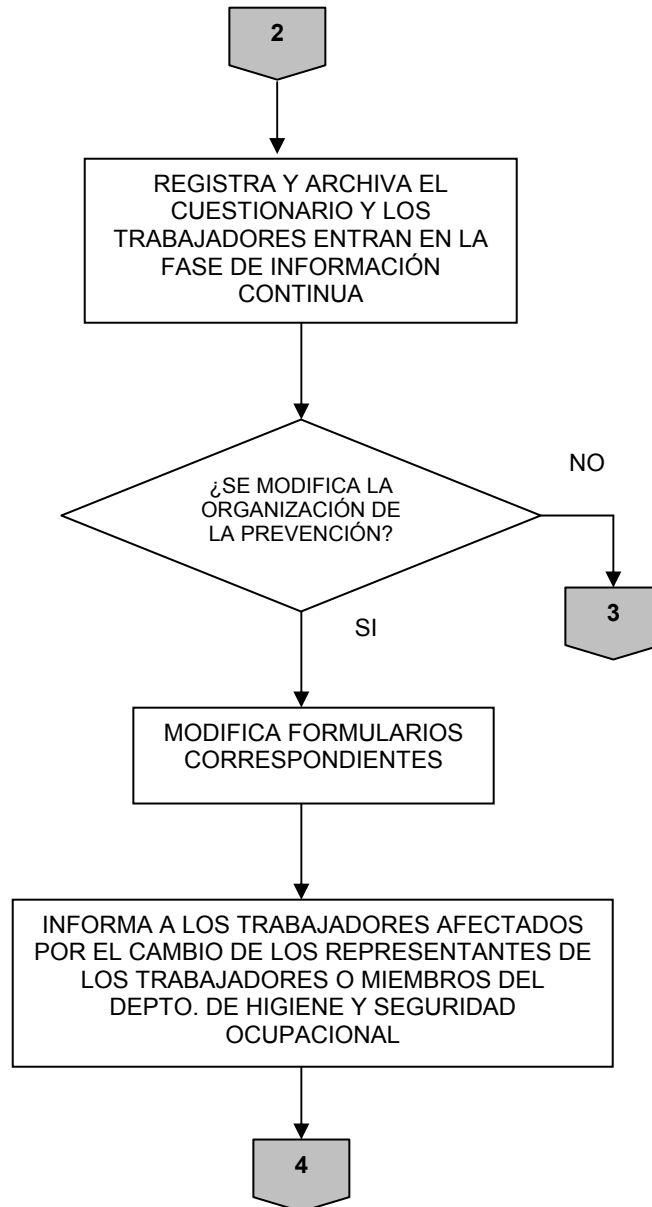 2
REGISTRA Y ARCHIVA EL
CUESTIONARIO Y LOS
TRABAJADORES ENTRAN EN LA
FASE DE INFORMACIÓN
CONTINUA
¿SE MODIFICA LA
ORGANIZACIÓN DE
LA PREVENCIÓN?
NO
3
SI
MODIFICA FORMULARIOS
CORRESPONDIENTES
INFORMA A LOS TRABAJADORES AFECTADOS
POR EL CAMBIO DE LOS REPRESENTANTES DE
LOS TRABAJADORES O MIEMBROS DEL
DEPTO. DE HIGIENE Y SEGURIDAD
OCUPACIONAL
4